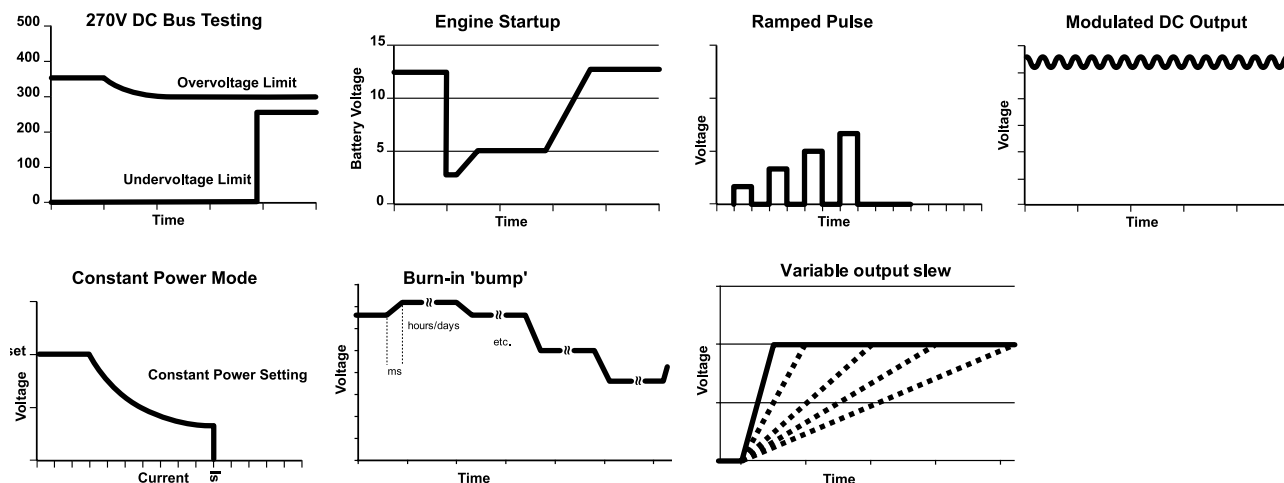 270V DC Bus Testing
500
400
300
200
100
0
Overvoltage Limit
Undervoltage Limit
Time
Engine Startup
Battery Voltage
15
10
5
0
Time
Ramped Pulse
Voltage
Time
Modulated DC Output
Voltage
Time
Constant Power Mode
set
Voltage
Constant Power Setting
Current
Is
Burn-in 'bump'
Voltage
hours/days
ms
etc.
Time
Variable output slew
Voltage
Time